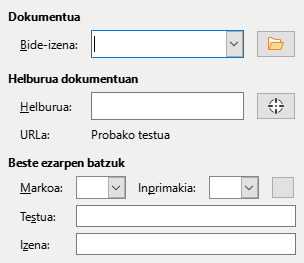 Dokumentua
Bide-izena:
Helburua dokumentuan
Helburua:
URLa: Probako testua
Beste ezarpen batzuk
Markoa: Inprimakia:
Testua:
Izena: